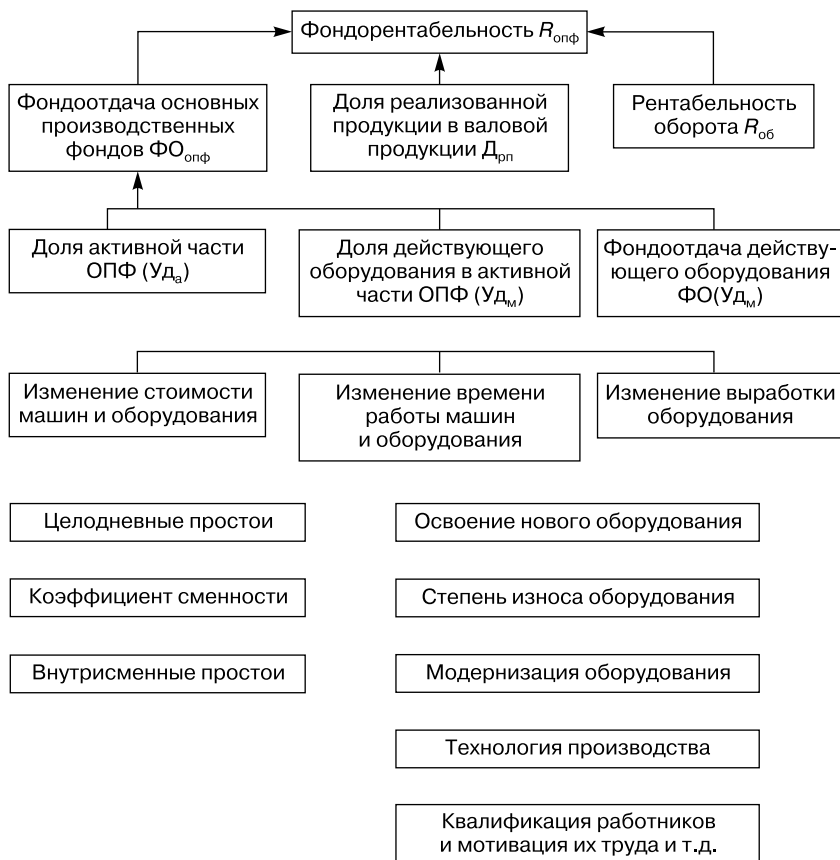 Фондорентабельность Rопф
Фондоотдача основных
производственных
фондов ФОопф
Доля реализованной
продукции в валовой
продукции Дрп
Рентабельность
оборота Rоб
Доля активной части
ОПФ (Уда)
Доля действующего
оборудования в активной
части ОПФ (Удм)
Фондоотдача действу-
ющего оборудования
ФО(Удм)
Изменение стоимости
машин и оборудования
Изменение времени
работы машин
и оборудования
Изменение выработки
оборудования
Целодневные простои
Освоение нового оборудования
Коэффициент сменности
Степень износа оборудования
Внутрисменные простои
Модернизация оборудования
Технология производства
Квалификация работников
и мотивация их труда и т.д.